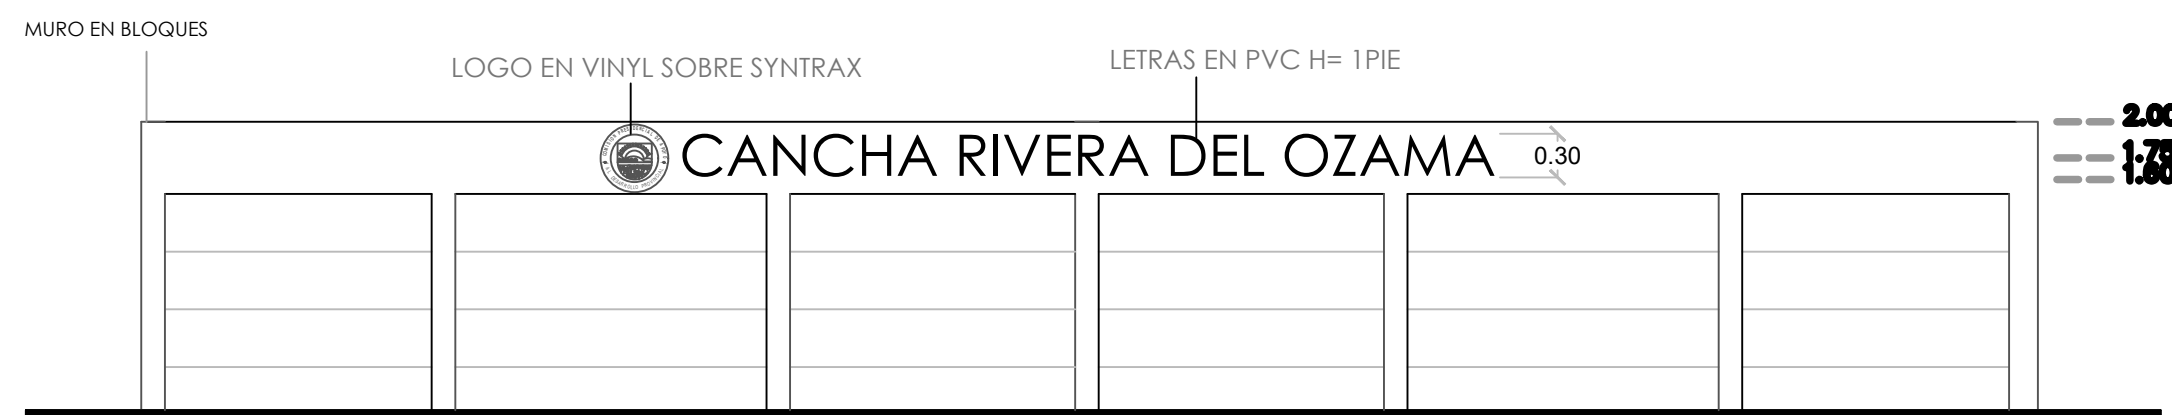 MURO EN BLOQUES
LOGO EN VINYL SOBRE SYNTRAX
LETRAS EN PVC H= 1PIE
CANCHA RIVERA DEL OZAMA
0.30
2.00
1.75
1.60